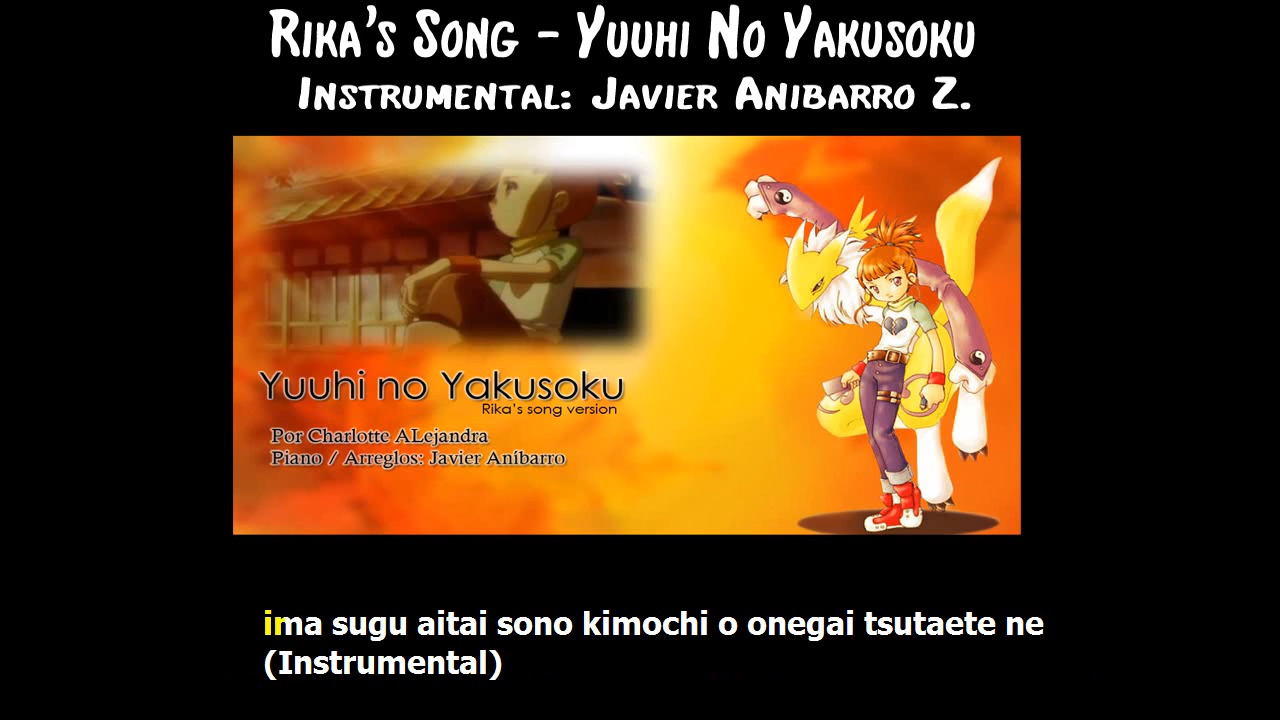 Rika's Song - Yuuhi No Yakusoku
Instrumental: Javier Anibarro Z.
Yuuhi no Yakusoku
Rika's song version
Por Charlotte ALejandra
Piano / Arreglos: Javier Aníbarro
ima sugu aitai sono kimochi o onegai tsutaete ne
(Instrumental)